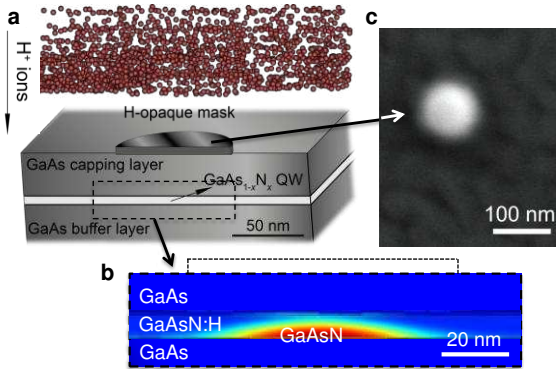 a
H+ ions
H-opaque mask
GaAs capping layer
GaAs1-xNx QW
GaAs buffer layer
50 nm
c
100 nm
b
GaAs
GaAsN:H
GaAsN
GaAs
20 nm